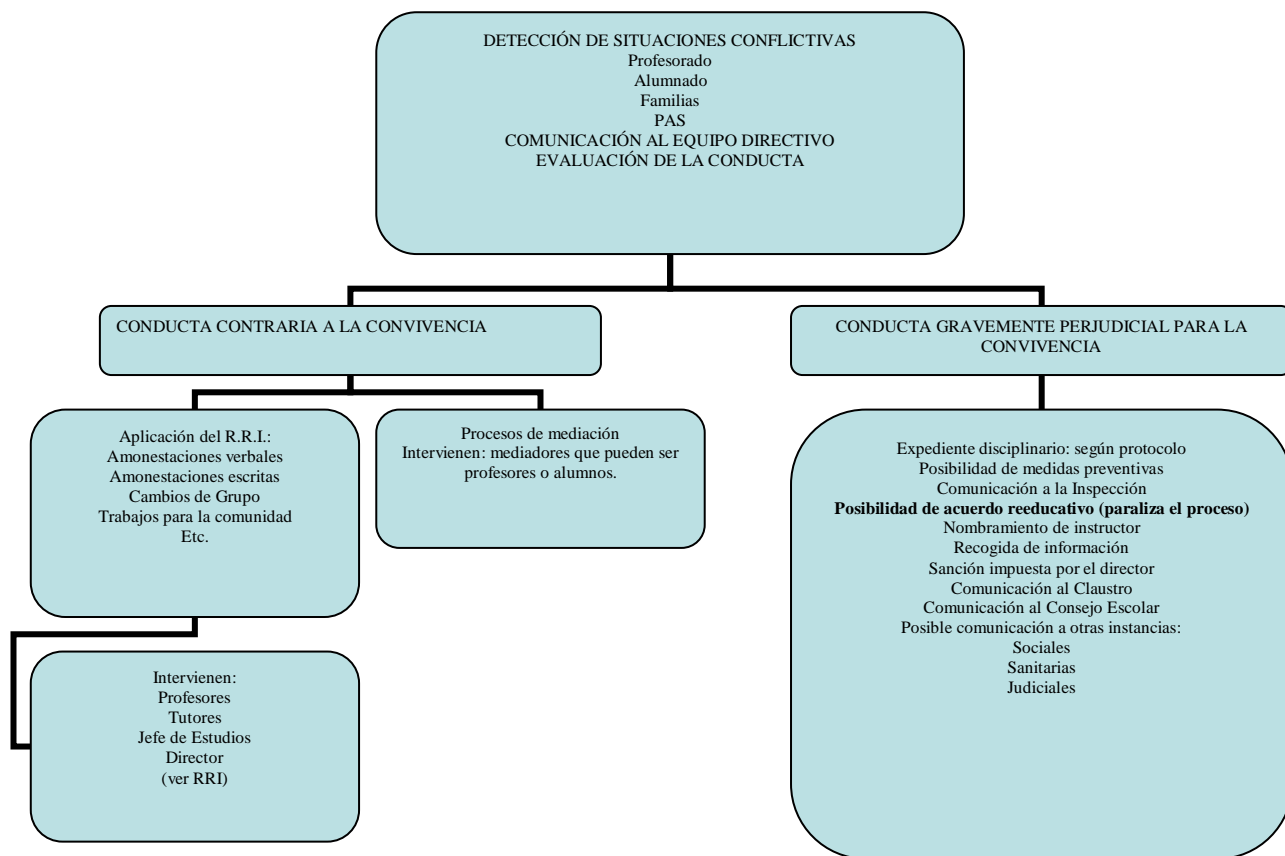 DETECCIÓN DE SITUACIONES CONFLICTIVAS
Profesorado
Alumnado
Familias
PAS
COMUNICACIÓN AL EQUIPO DIRECTIVO
EVALUACIÓN DE LA CONDUCTA
CONDUCTA CONTRARIA A LA CONVIVENCIA
CONDUCTA GRAVEMENTE PERJUDICIAL PARA LA
CONVIVENCIA
Aplicación del R.R.I.:
Amonestaciones verbales
Amonestaciones escritas
Cambios de Grupo
Trabajos para la comunidad
Etc.
Procesos de mediación
Intervienen: mediadores que pueden ser
profesores o alumnos.
Expediente disciplinario: según protocolo
Posibilidad de medidas preventivas
Comunicación a la Inspección
Posibilidad de acuerdo reeducativo (paraliza el proceso)
Nombramiento de instructor
Recogida de información
Sanción impuesta por el director
Comunicación al Claustro
Comunicación al Consejo Escolar
Posible comunicación a otras instancias:
Sociales
Sanitarias
Judiciales
Intervienen:
Profesores
Tutores
Jefe de Estudios
Director
(ver RRI)